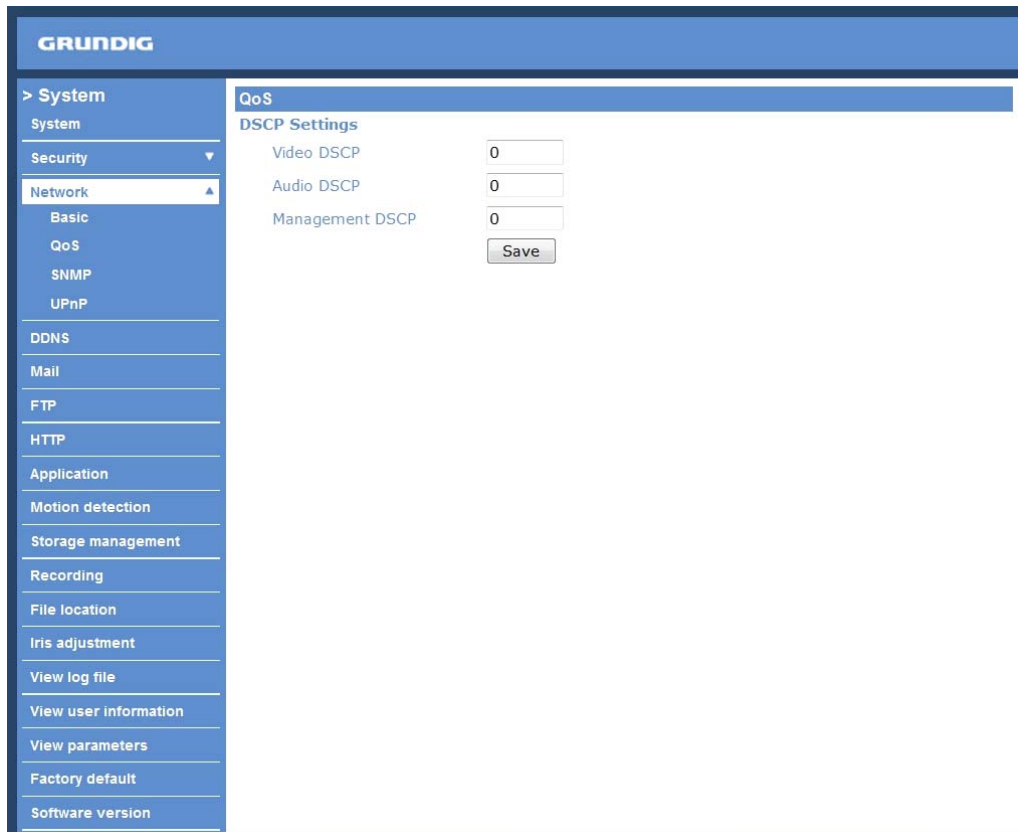 GRUNDIG
> System
System
Security
Network
Basic
QoS
SNMP
UPnP
DDNS
Mail
FTP
HTTP
Application
Motion detection
Storage management
Recording
File location
Iris adjustment
View log file
View user information
View parameters
Factory default
Software version
QoS
DSCP Settings
Video DSCP 0
Audio DSCP 0
Management DSCP 0
Save